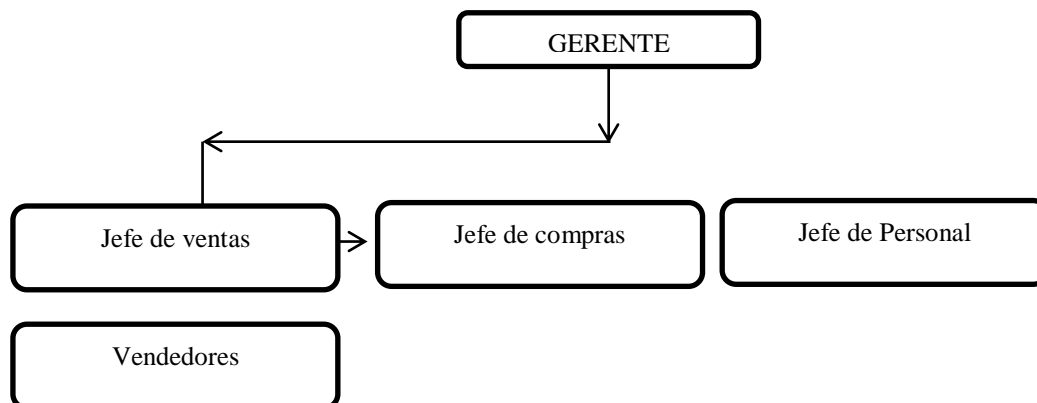 GERENTE
Jefe de ventas
Jefe de compras
Jefe de Personal
Vendedores